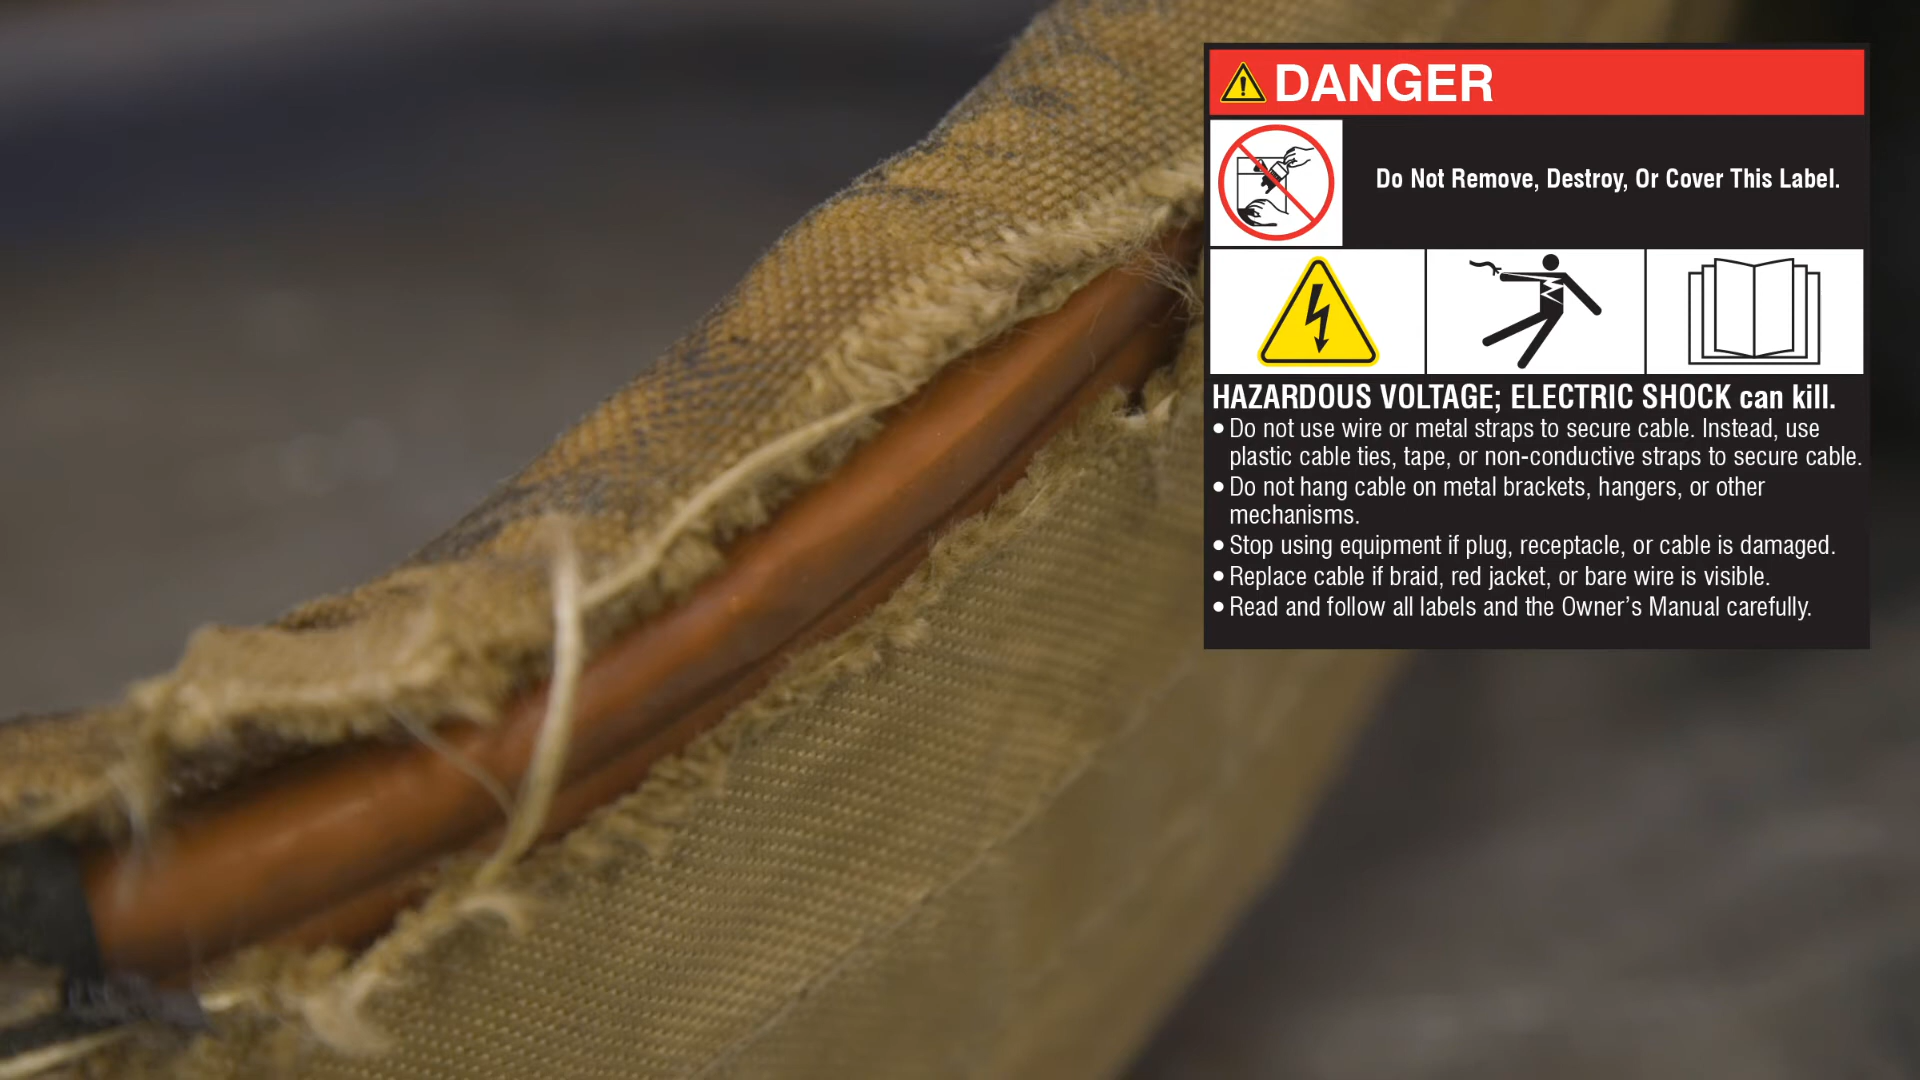 DANGER
Do Not Remove, Destroy, Or Cover This Label.
HAZARDOUS VOLTAGE; ELECTRIC SHOCK can kill.
• Do not use wire or metal straps to secure cable. Instead, use
plastic cable ties, tape, or non-conductive straps to secure cable.
• Do not hang cable on metal brackets, hangers, or other
mechanisms.
• Stop using equipment if plug, receptacle, or cable is damaged.
• Replace cable if braid, red jacket, or bare wire is visible.
• Read and follow all labels and the Owner's Manual carefully.